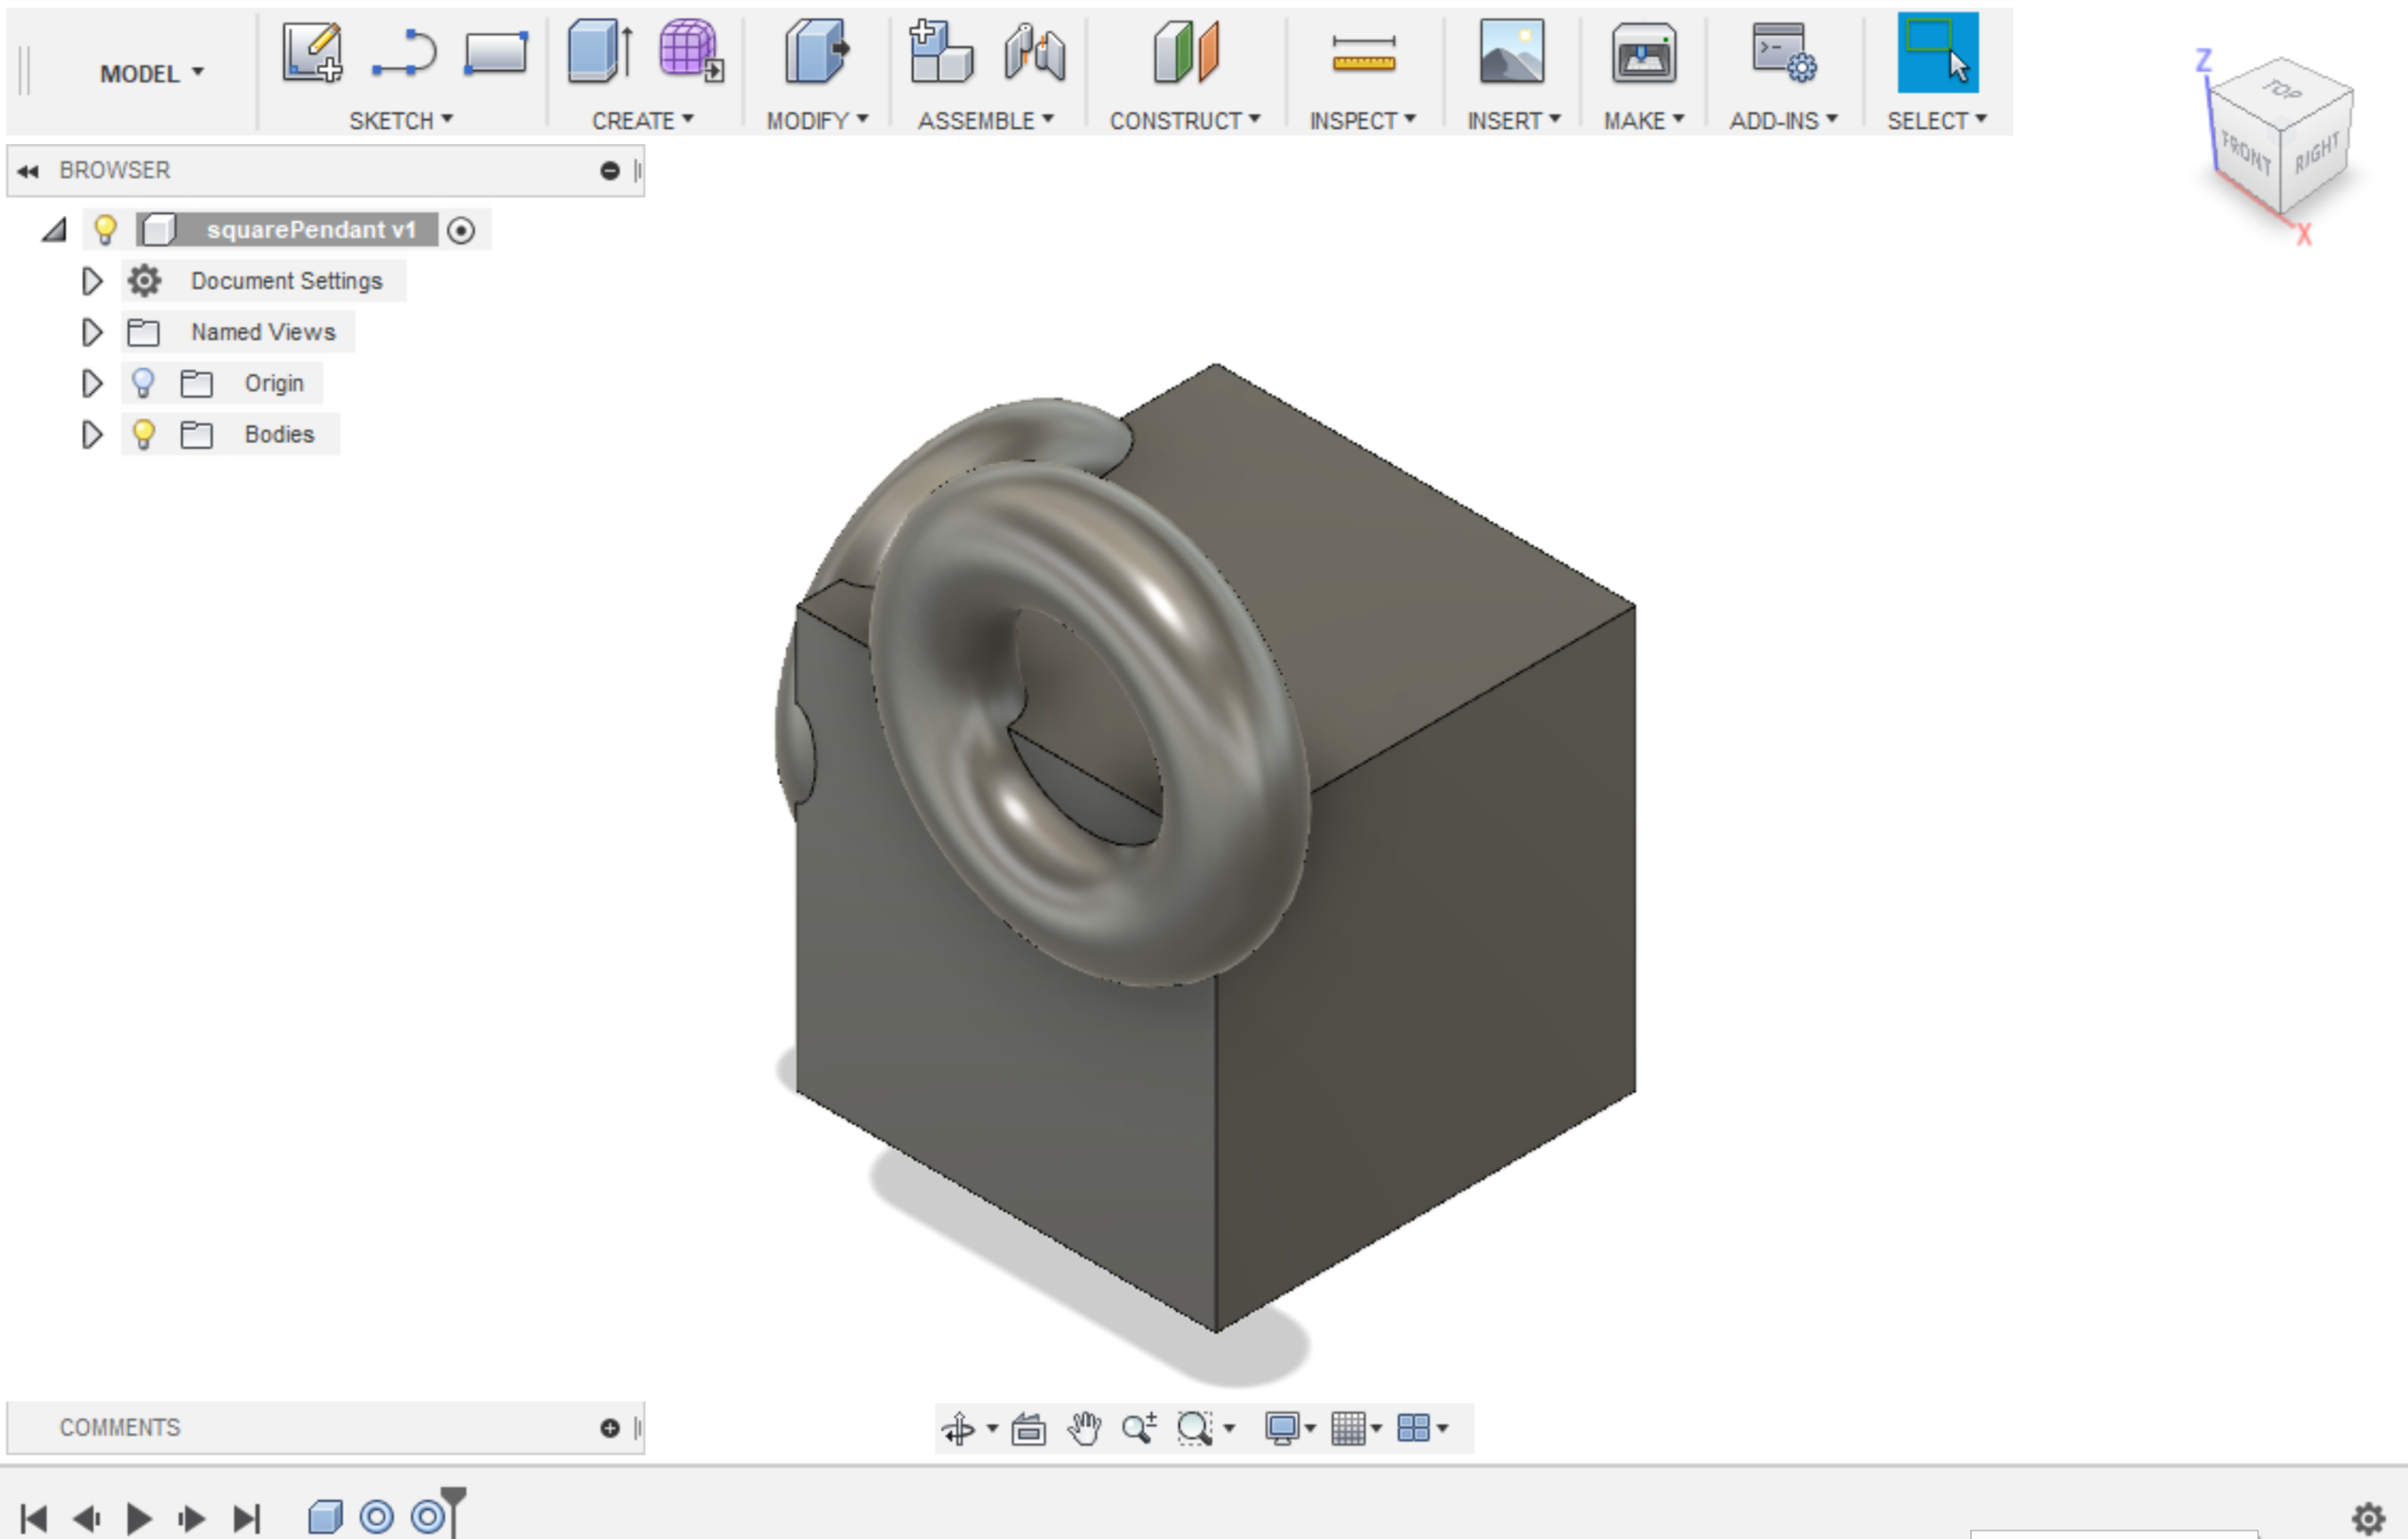 MODEL
SKETCH
CREATE
MODIFY
ASSEMBLE
CONSTRUCT
INSPECT
INSERT
MAKE
ADD-INS
SELECT
Z
TOP
FRONT
RIGHT
X
BROWSER
squarePendant v1
Document Settings
Named Views
Origin
Bodies
COMMENTS